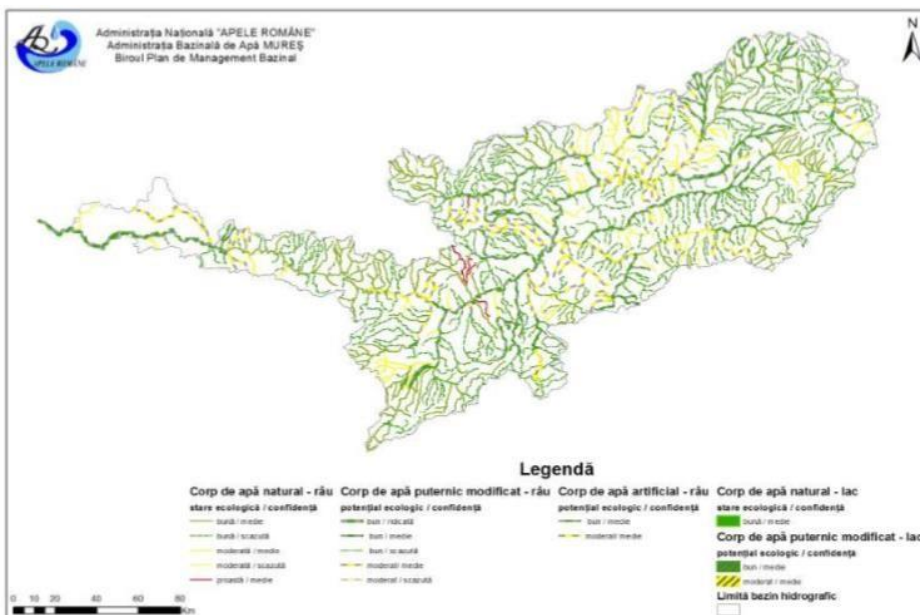 Administrația Națională "APELE ROMÂNE"
Administrația Bazinală de Apă MUREȘ
Biroul Plan de Management Bazinal
APELE ROMÂNE
N
Legendă
Corp de apă natural - râu
stare ecologică / confidență
bună / medie
bună / scazută
moderată / medie
moderată / scazută
proastă / medie
Corp de apă puternic modificat - râu
potențial ecologic / confidență
bun / ridicată
bun / medie
bun / scazută
moderat/ medie
moderat / scazută
Corp de apă artificial - râu
potențial ecologic / confidență
bun / medie
moderat/ medie
Corp de apă natural - lac
stare ecologică / confidență
bună / medie
Corp de apă puternic modificat - lac
potențial ecologic / confidență
bun / medie
moderat / medie
Limită bezin hidrografic
0 10 20 40 60 80
Km